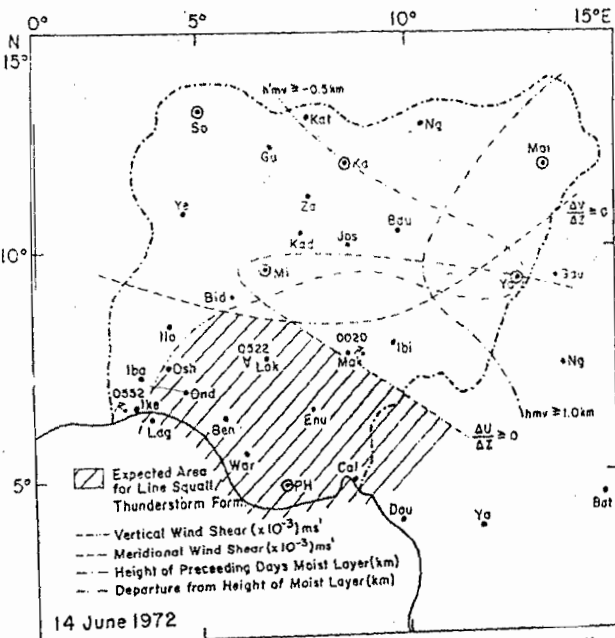 0° 5° 10° 15°E
N
15°
h'mv ≥ -0.5km
So
Kat
Ng
Gu
Ka
Mai
Ye
Za
Bau
ΔV/ΔZ ≥ 0
Kad
Jos
10°
Mi
Yo
Gau
Bid
Ilo
0522
0020
Ibi
Iba
Osh
Lok
Mak
Ng
0552
Ike
Ond
hmv ≥ 1.0km
Lag
Ben
Enu
ΔU/ΔZ ≥ 0
War
Cal
Expected Area
for Line Squall
Thunderstorm Form.
5°
PH
Dou
Ya
Bat
Vertical Wind Shear (x10⁻³)ms'
Meridional Wind Shear (x10⁻³)ms'
Height of Preceeding Days Moist Layer (km)
Departure from Height of Moist Layer (km)
14 June 1972